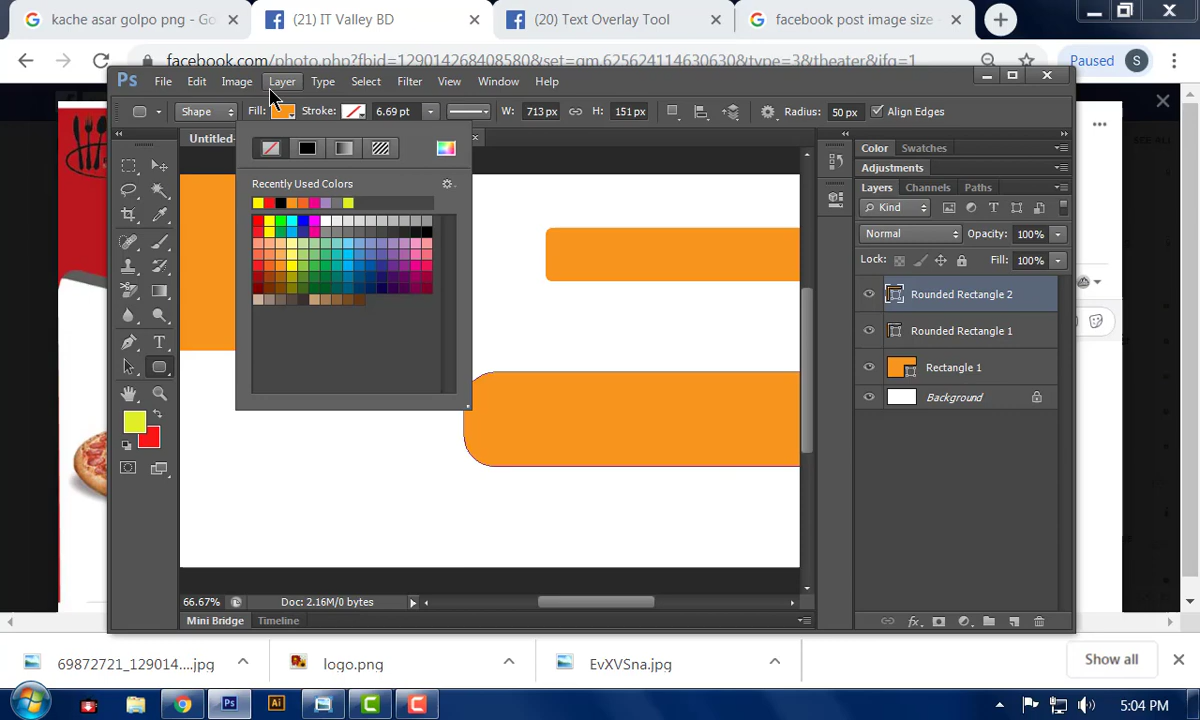 kache asar golpo png - Go
(21) IT Valley BD
(20) Text Overlay Tool
facebook post image size -
facebook.com/photo.php?fbid=1290142684085800&set=gm.625624114630630&type=3&theater&ifg=1
Paused
S
Ps
File
Edit
Image
Layer
Type
Select
Filter
View
Window
Help
Shape
Fill:
Stroke:
6.69 pt
W:
713 px
H:
151 px
Radius:
50 px
Align Edges
Untitled-
Recently Used Colors
Color
Swatches
Adjustments
Layers
Channels
Paths
Kind
Normal
Opacity:
100%
Lock:
Fill:
100%
Rounded Rectangle 2
Rounded Rectangle 1
Rectangle 1
Background
66.67%
Doc: 2.16M/0 bytes
Mini Bridge
Timeline
69872721_129014....jpg
logo.png
EvXVSna.jpg
Show all
Ps
Ai
5:04 PM